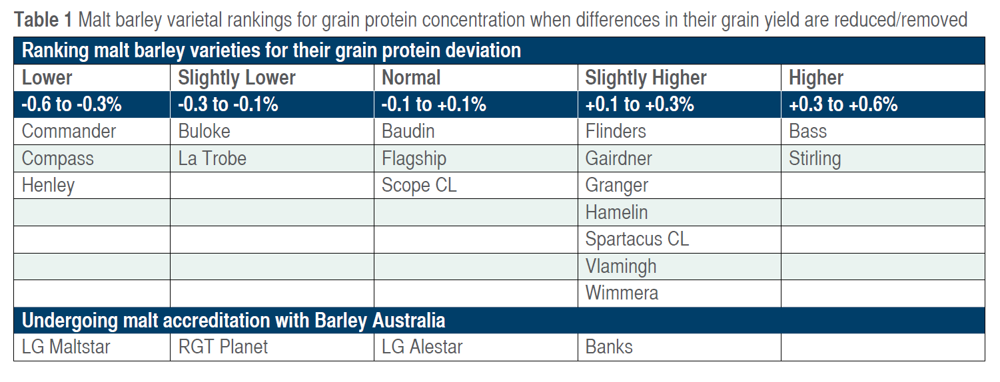 Table 1 Malt barley varietal rankings for grain protein concentration when differences in their grain yield are reduced/removed
Ranking malt barley varieties for their grain protein deviation
Lower Slightly Lower Normal Slightly Higher Higher
-0.6 to -0.3% -0.3 to -0.1% -0.1 to +0.1% +0.1 to +0.3% +0.3 to +0.6%
Commander Buloke Baudin Flinders Bass
Compass La Trobe Flagship Gairdner Stirling
Henley Scope CL Granger
Hamelin
Spartacus CL
Vlamingh
Wimmera
Undergoing malt accreditation with Barley Australia
LG Maltstar RGT Planet LG Alestar Banks